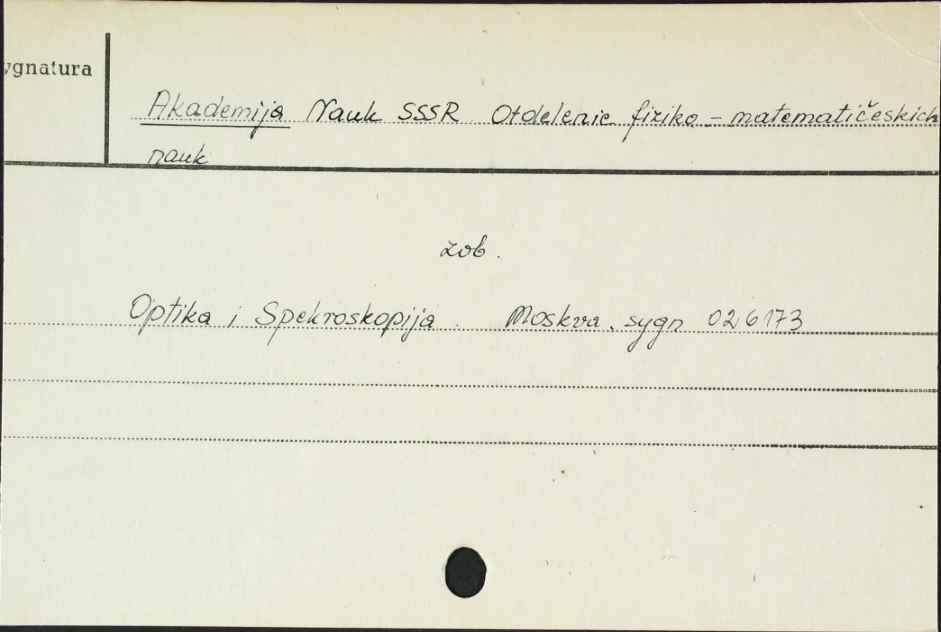 ygnatura
Akademija Nauk SSSR Otdelenie fiziko - matematičeskich
nauk
zob.
Optika i Spekroskopija. Moskva. sygn 026173